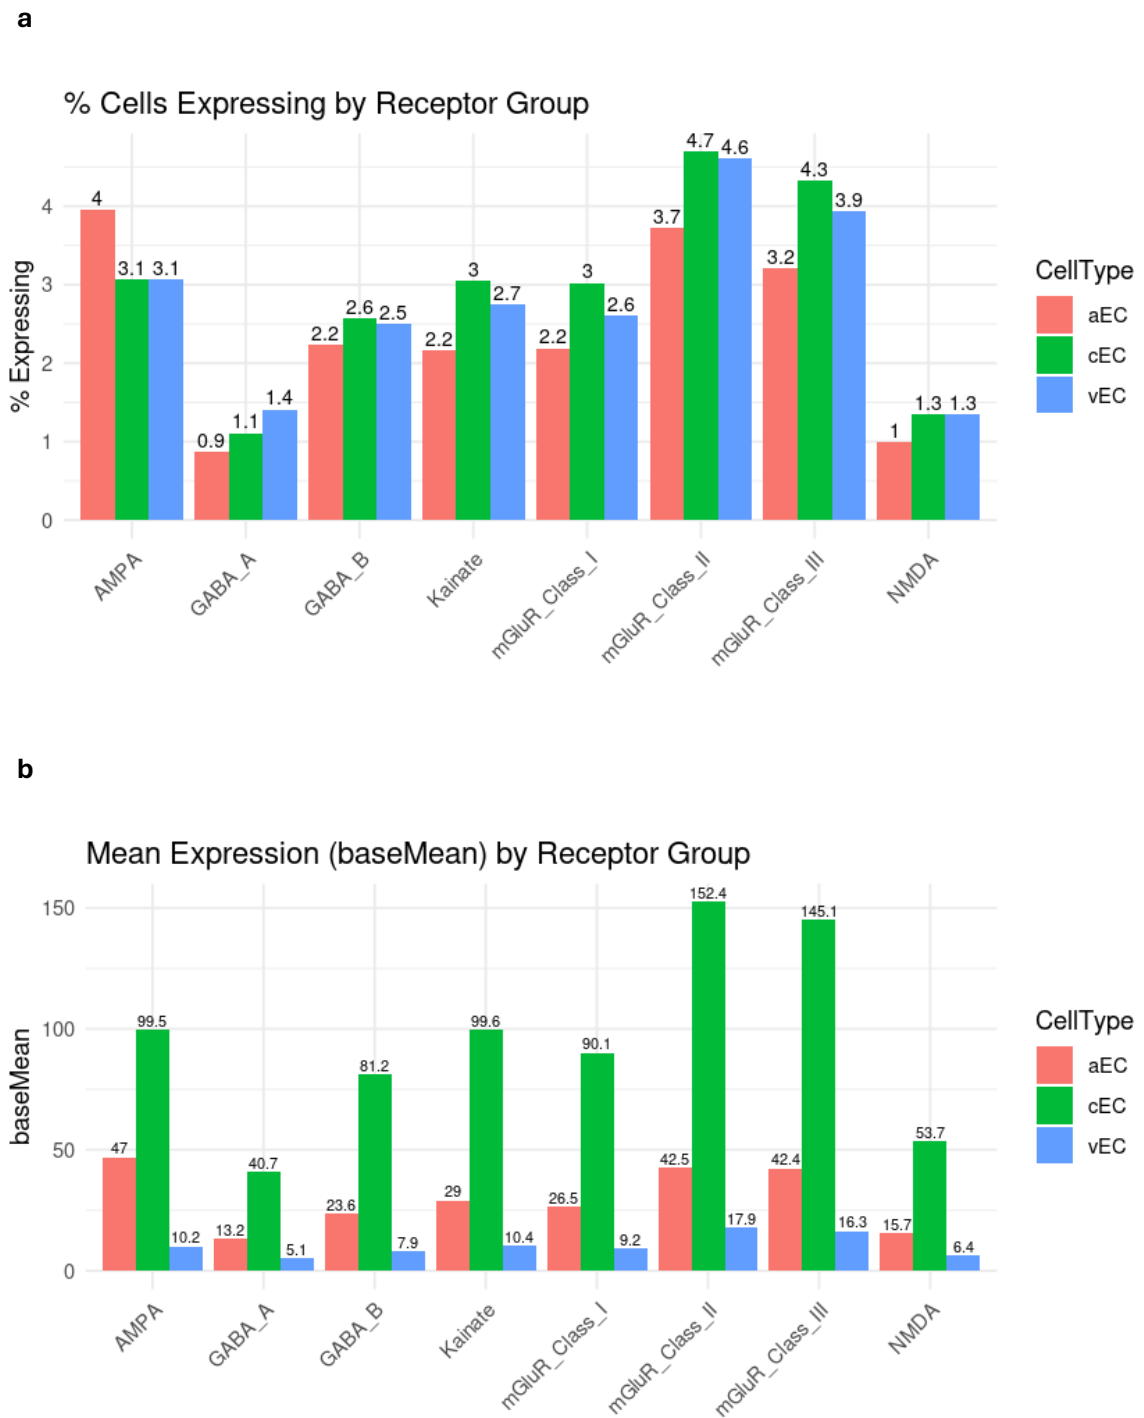 a
% Cells Expressing by Receptor Group
% Expressing
4
3
2
1
0
4
3.1
3.1
0.9
1.1
1.4
2.2
2.6
2.5
2.2
3
2.7
2.2
3
2.6
3.7
4.7
4.6
3.2
4.3
3.9
1
1.3
1.3
AMPA
GABA_A
GABA_B
Kainate
mGluR_Class_I
mGluR_Class_II
mGluR_Class_III
NMDA
CellType
aEC
cEC
vEC
b
Mean Expression (baseMean) by Receptor Group
baseMean
150
100
50
0
47
99.5
10.2
13.2
40.7
5.1
23.6
81.2
7.9
29
99.6
10.4
26.5
90.1
9.2
42.5
152.4
17.9
42.4
145.1
16.3
15.7
53.7
6.4
AMPA
GABA_A
GABA_B
Kainate
mGluR_Class_I
mGluR_Class_II
mGluR_Class_III
NMDA
CellType
aEC
cEC
vEC